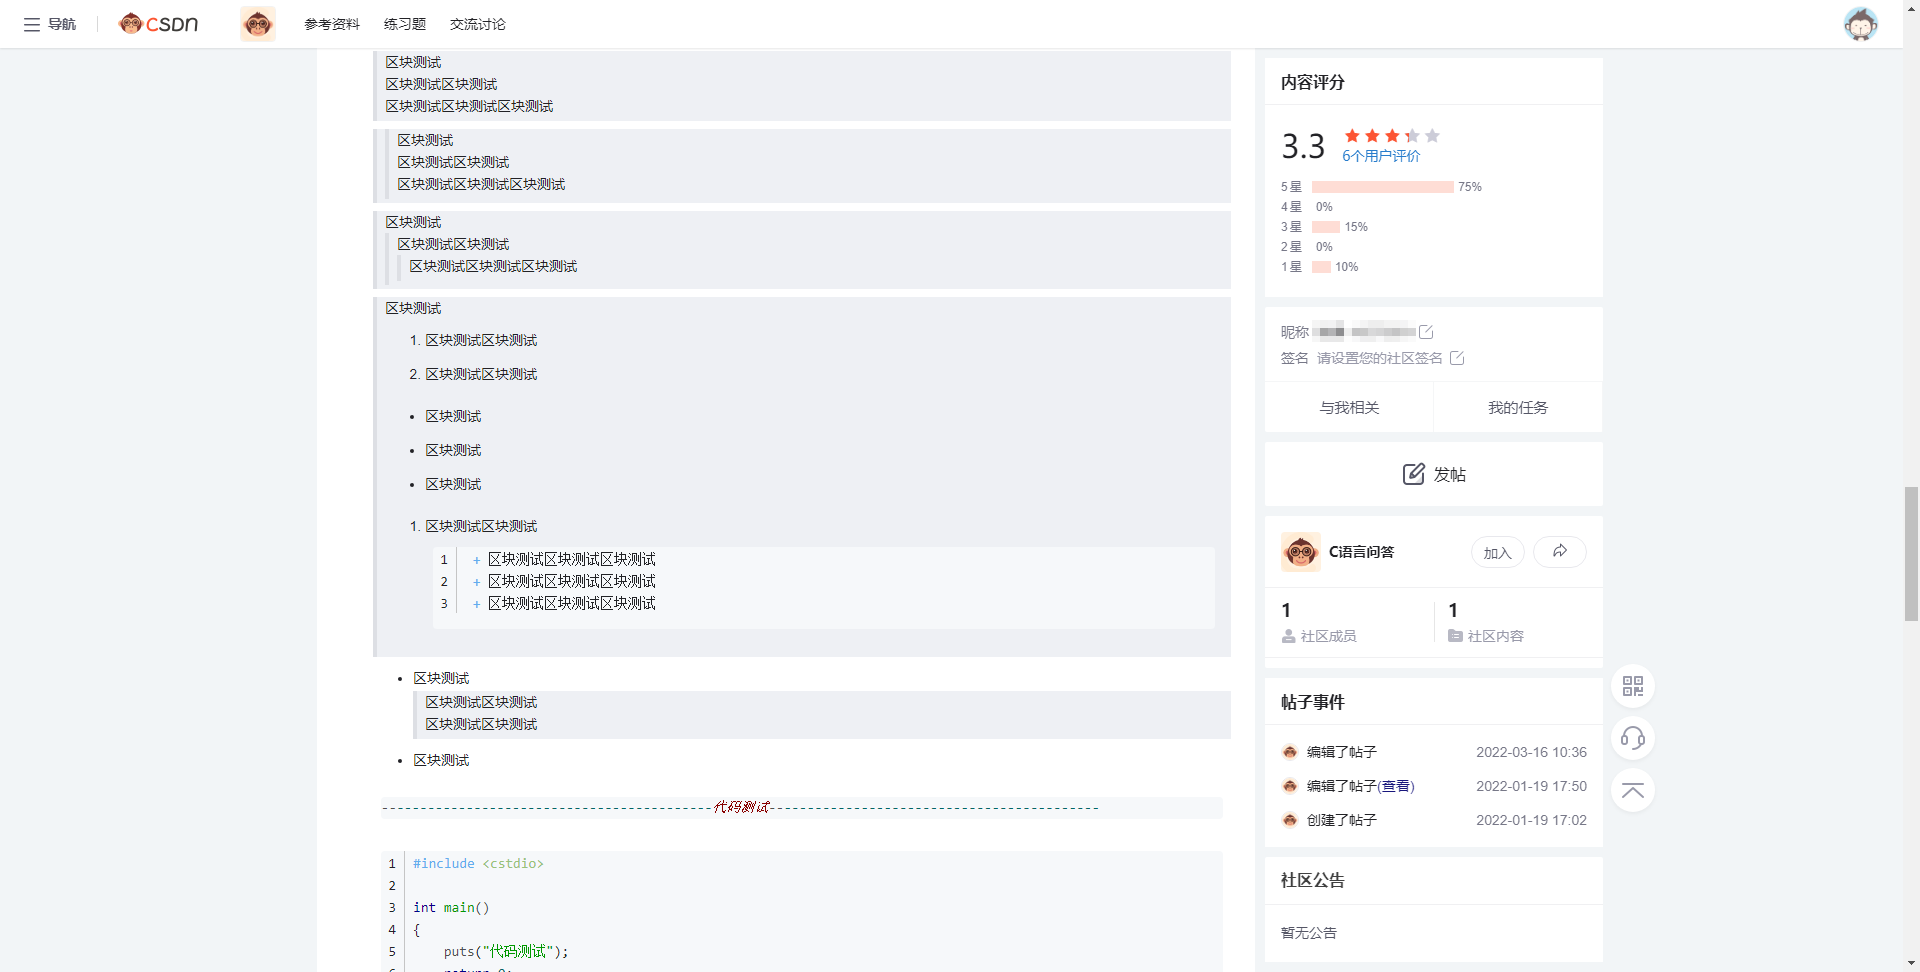 导航
CSDN
参考资料
练习题
交流讨论
区块测试
区块测试区块测试
区块测试区块测试区块测试
区块测试
区块测试区块测试
区块测试区块测试区块测试
区块测试
区块测试区块测试
区块测试区块测试区块测试
区块测试
1. 区块测试区块测试
2. 区块测试区块测试
• 区块测试
• 区块测试
• 区块测试
1. 区块测试区块测试
1 + 区块测试区块测试区块测试
2 + 区块测试区块测试区块测试
3 + 区块测试区块测试区块测试
• 区块测试
区块测试区块测试
区块测试区块测试
• 区块测试
-------------------------------------------代码测试-------------------------------------------
1 #include <cstdio>
2
3 int main()
4 {
5     puts("代码测试");
内容评分
3.3
6个用户评价
5星 75%
4星 0%
3星 15%
2星 0%
1星 10%
昵称
签名 请设置您的社区签名
与我相关
我的任务
发帖
C语言问答
加入
1
社区成员
1
社区内容
帖子事件
编辑了帖子 2022-03-16 10:36
编辑了帖子(查看) 2022-01-19 17:50
创建了帖子 2022-01-19 17:02
社区公告
暂无公告